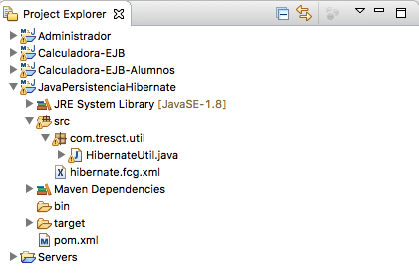 Project Explorer
Administrador
Calculadora-EJB
Calculadora-EJB-Alumnos
JavaPersistenciaHibernate
JRE System Library [JavaSE-1.8]
src
com.tresct.util
HibernateUtil.java
hibernate.fcg.xml
Maven Dependencies
bin
target
pom.xml
Servers